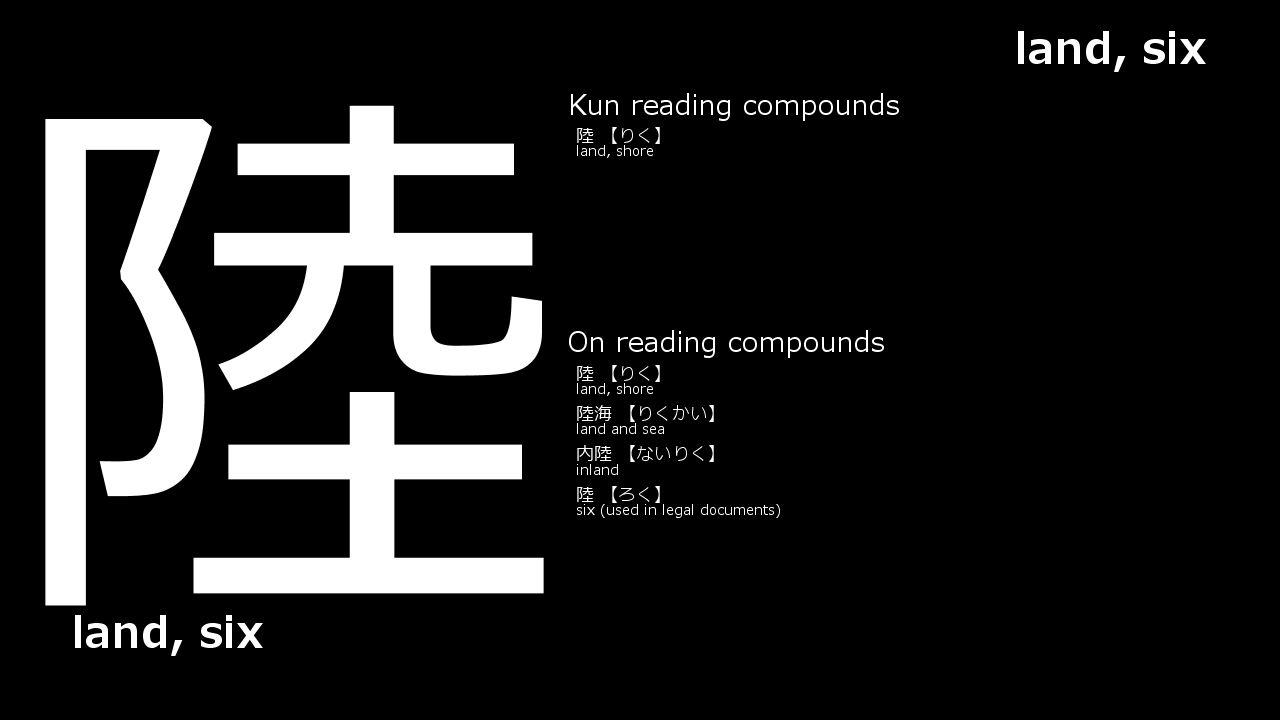 land, six
陸
land, six
Kun reading compounds
陸 【りく】
land, shore
On reading compounds
陸 【りく】
land, shore
陸海 【りくかい】
land and sea
内陸 【ないりく】
inland
陸 【ろく】
six (used in legal documents)